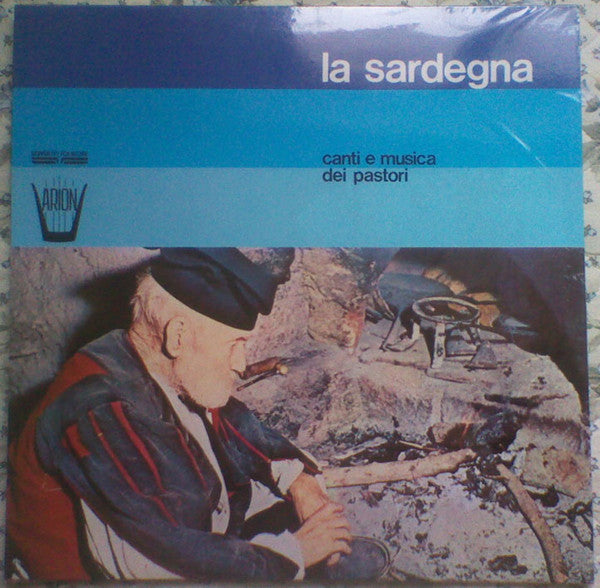 la sardegna
canti e musica
dei pastori
ARION